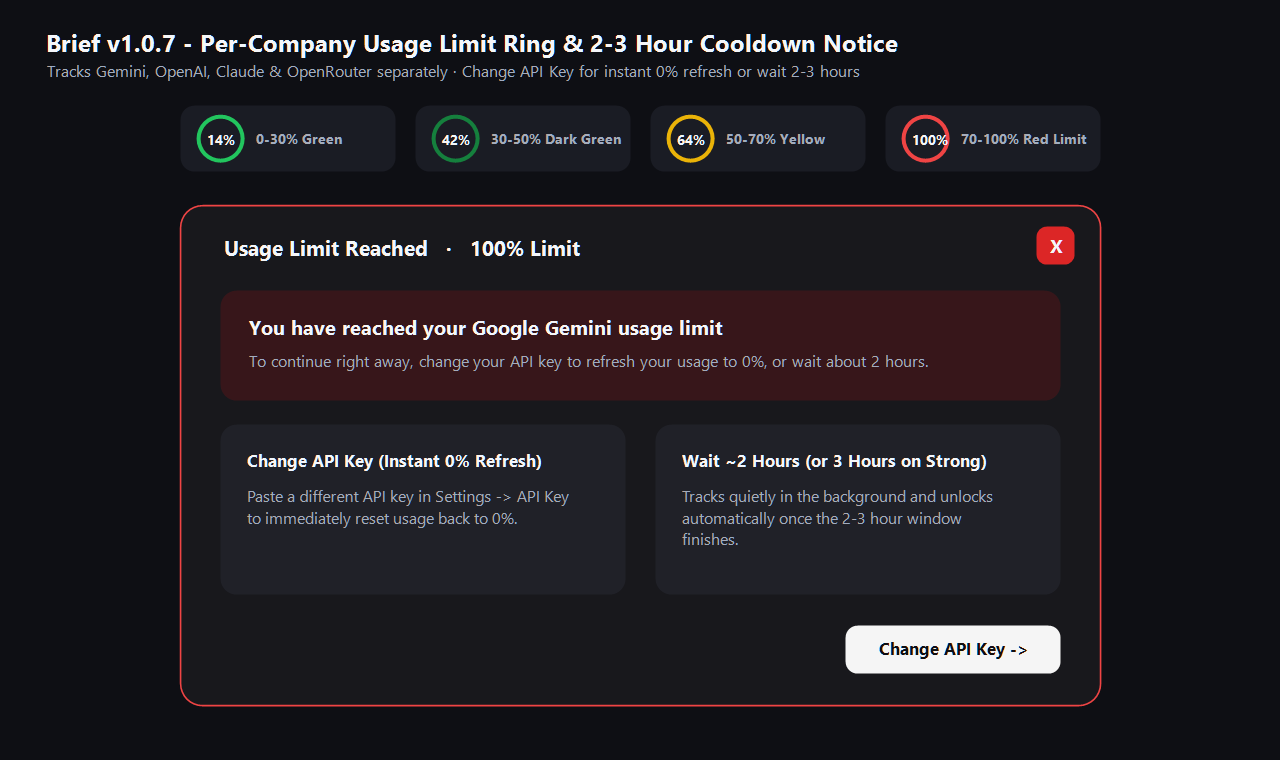 Brief v1.0.7 - Per-Company Usage Limit Ring & 2-3 Hour Cooldown Notice
Tracks Gemini, OpenAI, Claude & OpenRouter separately · Change API Key for instant 0% refresh or wait 2-3 hours
14% 0-30% Green
42% 30-50% Dark Green
64% 50-70% Yellow
100% 70-100% Red Limit
Usage Limit Reached · 100% Limit
X
You have reached your Google Gemini usage limit
To continue right away, change your API key to refresh your usage to 0%, or wait about 2 hours.
Change API Key (Instant 0% Refresh)
Paste a different API key in Settings -> API Key
to immediately reset usage back to 0%.
Wait ~2 Hours (or 3 Hours on Strong)
Tracks quietly in the background and unlocks
automatically once the 2-3 hour window
finishes.
Change API Key ->